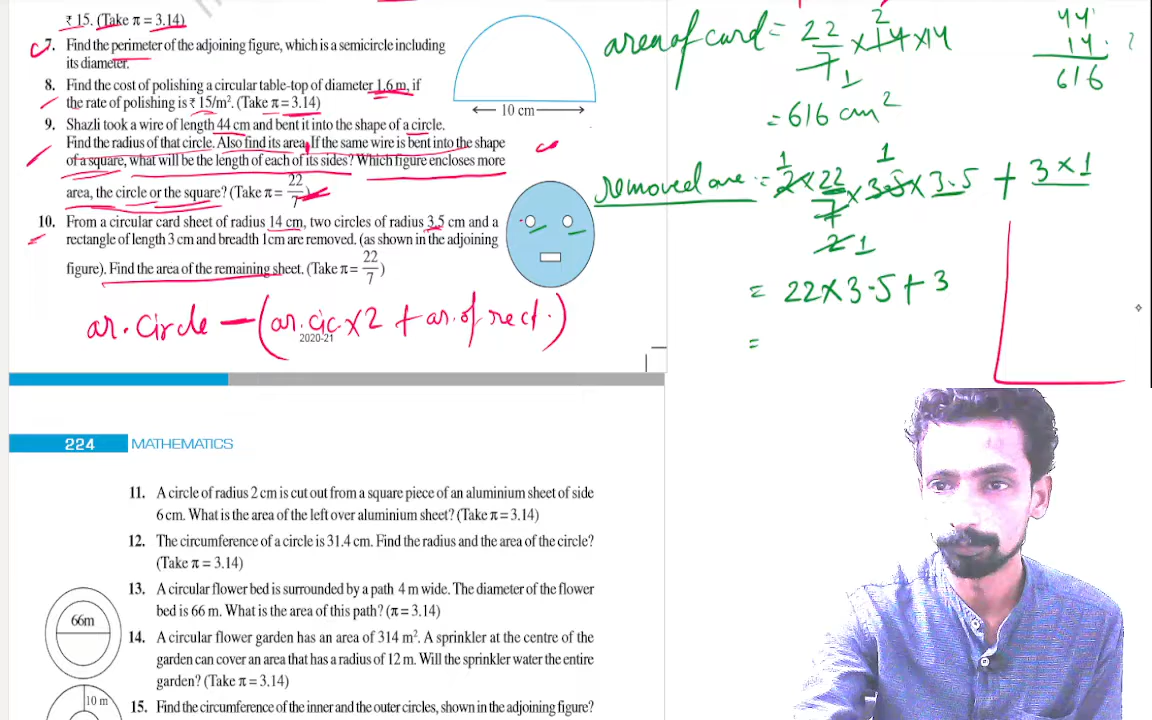 ₹ 15. (Take π = 3.14)
7. Find the perimeter of the adjoining figure, which is a semicircle including
its diameter.
10 cm
8. Find the cost of polishing a circular table-top of diameter 1.6 m, if
the rate of polishing is ₹ 15/m². (Take π = 3.14)
9. Shazli took a wire of length 44 cm and bent it into the shape of a circle.
Find the radius of that circle. Also find its area. If the same wire is bent into the shape
of a square, what will be the length of each of its sides? Which figure encloses more
area, the circle or the square? (Take π = 22/7)
10. From a circular card sheet of radius 14 cm, two circles of radius 3.5 cm and a
rectangle of length 3 cm and breadth 1cm are removed. (as shown in the adjoining
figure). Find the area of the remaining sheet. (Take π = 22/7)
ar. circle - (ar. circ x 2 + ar. of rect.)
2020-21
area of card = 22/7 × 14 × 14
2
1
= 616 cm²
44
14
616
removed are = 2 × 22/7 × 3.5 × 3.5 + 3 × 1
1
1
2 1
= 22 × 3.5 + 3
=
224 MATHEMATICS
11. A circle of radius 2 cm is cut out from a square piece of an aluminium sheet of side
6 cm. What is the area of the left over aluminium sheet? (Take π = 3.14)
12. The circumference of a circle is 31.4 cm. Find the radius and the area of the circle?
(Take π = 3.14)
13. A circular flower bed is surrounded by a path 4 m wide. The diameter of the flower
bed is 66 m. What is the area of this path? (π = 3.14)
66m
14. A circular flower garden has an area of 314 m². A sprinkler at the centre of the
garden can cover an area that has a radius of 12 m. Will the sprinkler water the entire
garden? (Take π = 3.14)
10 m
15. Find the circumference of the inner and the outer circles, shown in the adjoining figure?